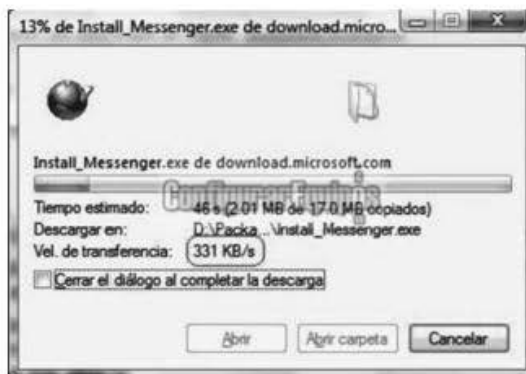 13% de Install_Messenger.exe de download.micro...
Install_Messenger.exe de download.microsoft.com
Configurar Equipos
Tiempo estimado: 46 s (2.01 MB de 17.0 MB copiados)
Descargar en: D:\Packa...\Install_Messenger.exe
Vel. de transferencia: 331 KB/s
Cerrar el diálogo al completar la descarga
Abrir Abrir carpeta Cancelar